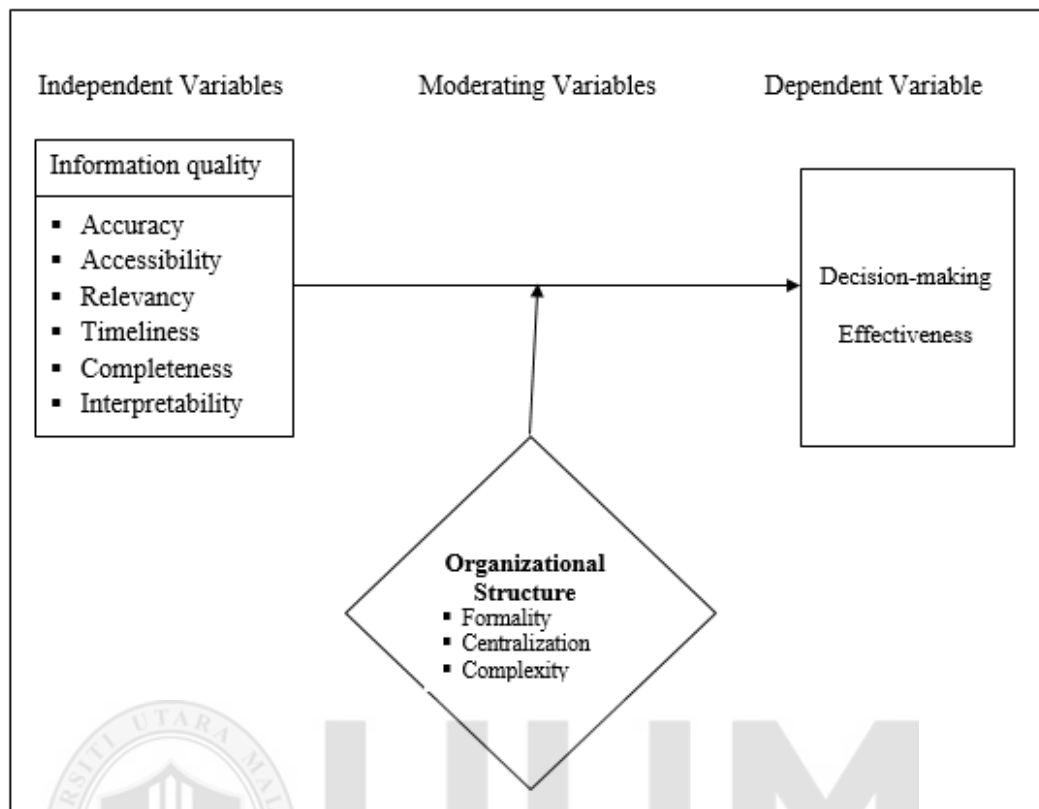 Independent Variables
Moderating Variables
Dependent Variable
Information quality
▪ Accuracy
▪ Accessibility
▪ Relevancy
▪ Timeliness
▪ Completeness
▪ Interpretability
Decision-making
Effectiveness
Organizational
Structure
▪ Formality
▪ Centralization
▪ Complexity
UTARA
UUM